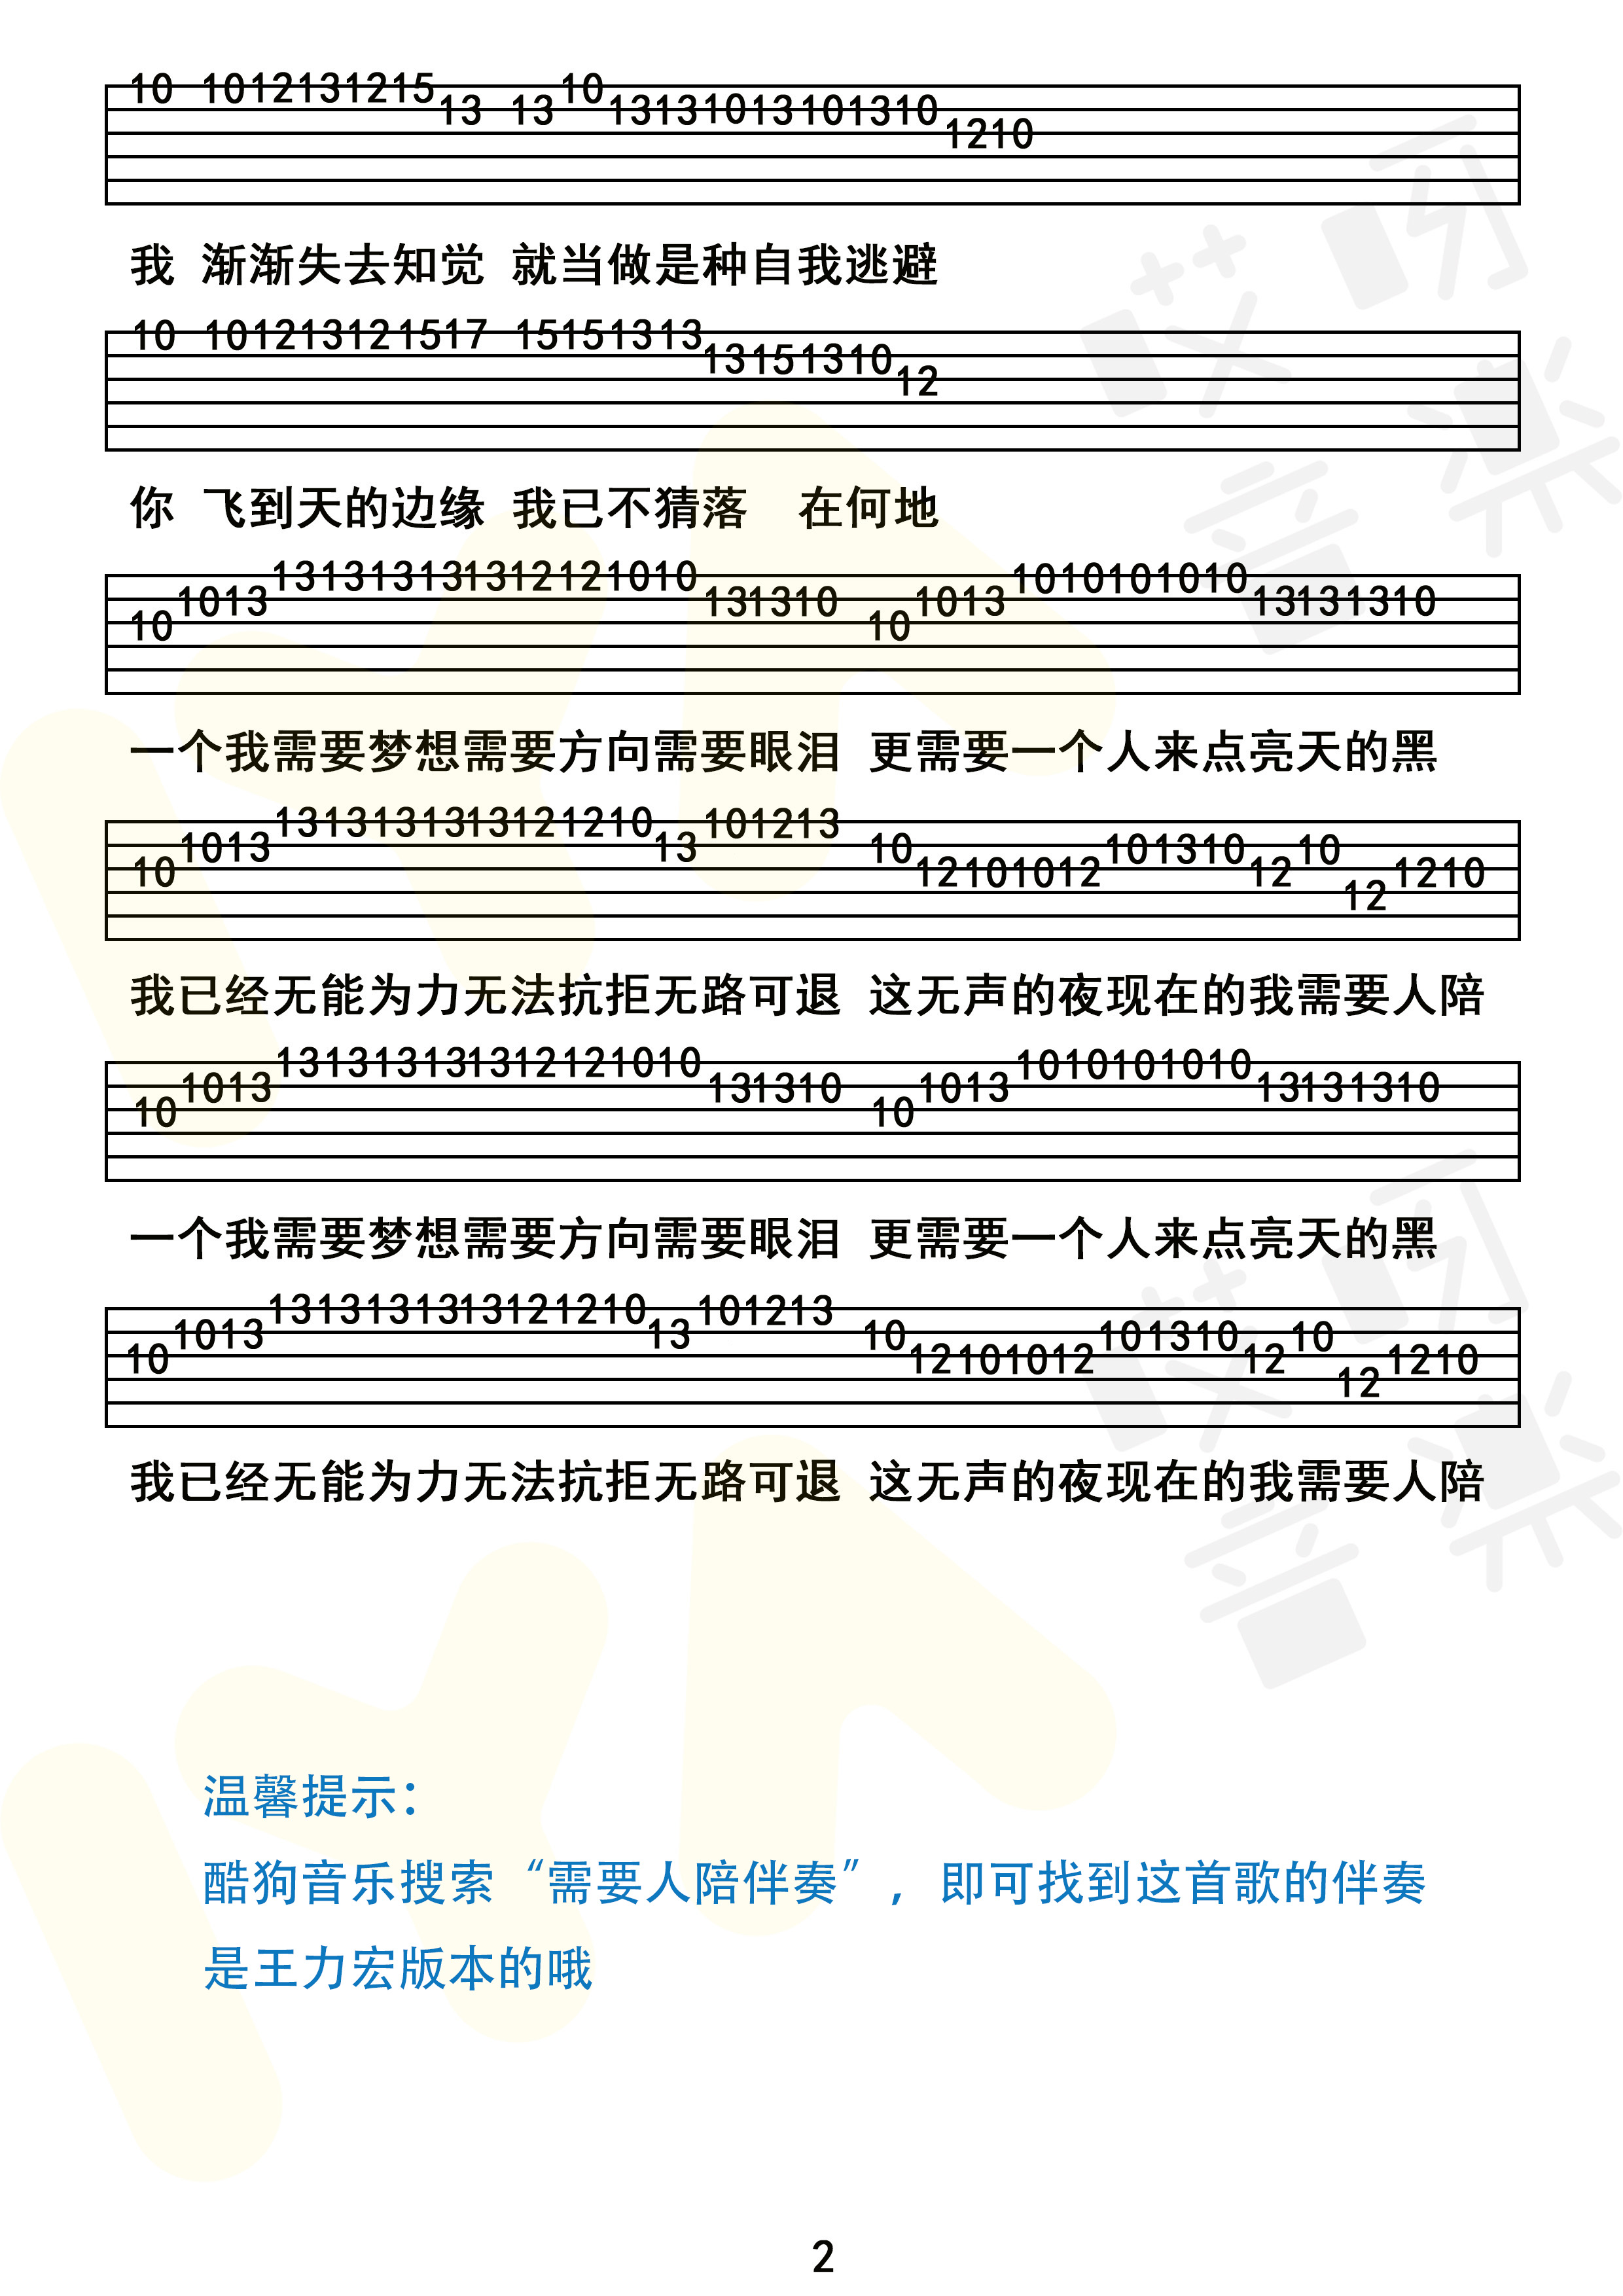 10 1012131215 13 13 10 13131013101310 1210
我 渐渐失去知觉 就当做是种自我逃避
10 10121312 1517 15151313 13151310 12
你 飞到天的边缘 我已不猜落 在何地
10 1013 131313131312121010 131310 10 1013 1010101010 13131310
一个我需要梦想需要方向需要眼泪 更需要一个人来点亮天的黑
10 1013 1313131313121210 13 101213 10 12101012 101310 12 10 12 1210
我已经无能为力无法抗拒无路可退 这无声的夜现在的我需要人陪
10 1013 131313131312121010 131310 10 1013 1010101010 13131310
一个我需要梦想需要方向需要眼泪 更需要一个人来点亮天的黑
10 1013 1313131313121210 13 101213 10 12101012 101310 12 10 12 1210
我已经无能为力无法抗拒无路可退 这无声的夜现在的我需要人陪
温馨提示：
酷狗音乐搜索“需要人陪伴奏”，即可找到这首歌的伴奏
是王力宏版本的哦
2